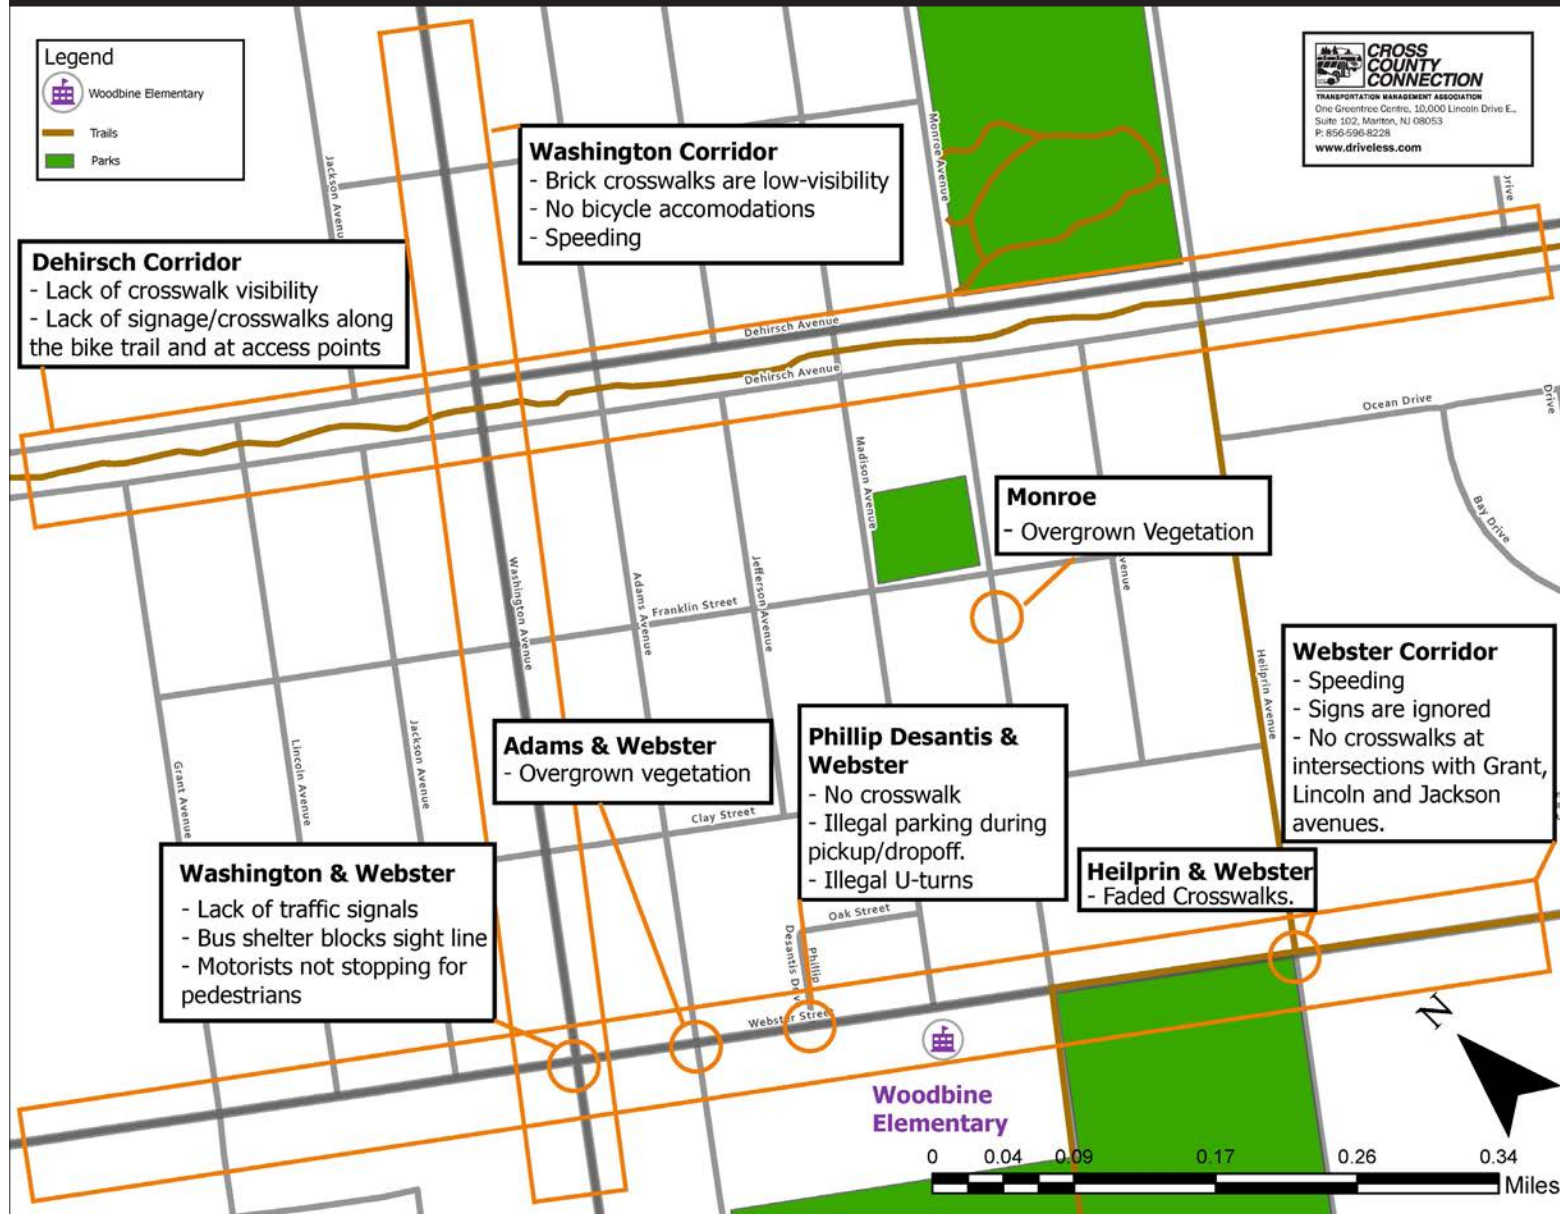 Legend
Woodbine Elementary
Trails
Parks
CROSS
COUNTY
CONNECTION
TRANSPORTATION MANAGEMENT ASSOCIATION
One Greentree Centre, 10,000 Lincoln Drive E.,
Suite 102, Marlton, NJ 08053
P: 856-596-8228
www.driveless.com
Washington Corridor
- Brick crosswalks are low-visibility
- No bicycle accomodations
- Speeding
Dehirsch Corridor
- Lack of crosswalk visibility
- Lack of signage/crosswalks along
the bike trail and at access points
Jackson Avenu
Monroe Avenue
Drive
Dehirsch Avenue
Dehirsch Avenue
Ocean Drive
Drive
Bay Drive
Madison Avenue
Monroe
- Overgrown Vegetation
Washington Avenue
Adams Avenue
Franklin Street
Jefferson Avenue
venue
Heilprin Avenue
Webster Corridor
- Speeding
- Signs are ignored
- No crosswalks at
intersections with Grant,
Lincoln and Jackson
avenues.
Grant Avenue
Lincoln Avenue
Jackson Avenue
Adams & Webster
- Overgrown vegetation
Phillip Desantis &
Webster
- No crosswalk
- Illegal parking during
pickup/dropoff.
- Illegal U-turns
Clay Street
Washington & Webster
- Lack of traffic signals
- Bus shelter blocks sight line
- Motorists not stopping for
pedestrians
Heilprin & Webster
- Faded Crosswalks.
Oak Street
Phillip
Desantis Driv
Webster Street
Woodbine
Elementary
N
0 0.04 0.09 0.17 0.26 0.34
Miles